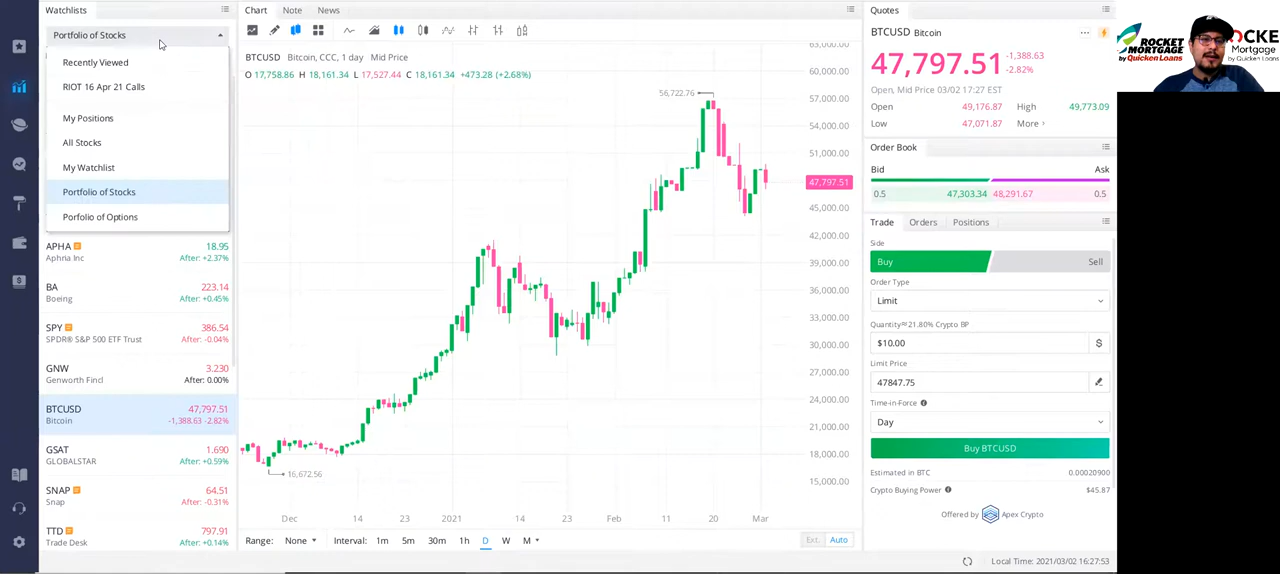 Watchlists
Portfolio of Stocks
Recently Viewed
RIOT 16 Apr 21 Calls
My Positions
All Stocks
My Watchlist
Portfolio of Stocks
Porfolio of Options
APHA 18.95
Aphria Inc After: +2.37%
BA 223.14
Boeing After: +0.45%
SPY 386.54
SPDR® S&P 500 ETF Trust After: -0.04%
GNW 3.230
Genworth Fincl After: 0.00%
BTCUSD 47,797.51
Bitcoin -1,388.63 -2.82%
GSAT 1.690
GLOBALSTAR After: +0.59%
SNAP 64.51
Snap After: -0.31%
TTD 797.91
Trade Desk After: +0.14%
Chart Note News
BTCUSD Bitcoin, CCC, 1 day Mid Price
O 17,758.86 H 18,161.34 L 17,527.44 C 18,161.34 +473.28 (+2.68%)
56,722.76
16,672.56
63,000.00
60,000.00
57,000.00
54,000.00
51,000.00
47,797.51
45,000.00
42,000.00
39,000.00
36,000.00
33,000.00
30,000.00
27,000.00
24,000.00
21,000.00
18,000.00
15,000.00
Dec 14 23 2021 14 23 Feb 11 20 Mar
Range: None Interval: 1m 5m 30m 1h D W M Ext. Auto
Quotes
BTCUSD Bitcoin
47,797.51 -1,388.63
-2.82%
Open, Mid Price 03/02 17:27 EST
Open 49,176.87 High 49,773.09
Low 47,071.87 More
Order Book
Bid Ask
0.5 47,303.34 48,291.67 0.5
Trade Orders Positions
Side
Buy Sell
Order Type
Limit
Quantity≈21.80% Crypto BP
$10.00 $
Limit Price
47847.75
Time-in-Force
Day
Buy BTCUSD
Estimated in BTC 0.00020900
Crypto Buying Power $45.87
Offered by Apex Crypto
Local Time: 2021/03/02 16:27:53
ROCKET
MORTGAGE
by Quicken Loans
OCKE
Mortgage
by Quicken Loans